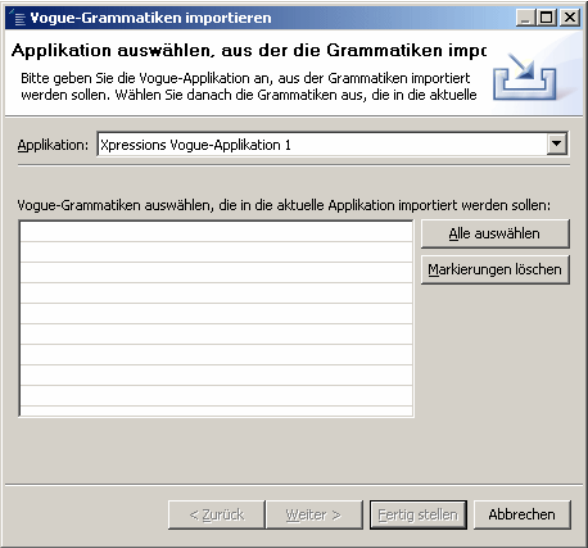 Vogue-Grammatiken importieren
Applikation auswählen, aus der die Grammatiken impo
Bitte geben Sie die Vogue-Applikation an, aus der Grammatiken importiert
werden sollen. Wählen Sie danach die Grammatiken aus, die in die aktuelle
Applikation: Xpressions Vogue-Applikation 1
Vogue-Grammatiken auswählen, die in die aktuelle Applikation importiert werden sollen:
Alle auswählen
Markierungen löschen
< Zurück Weiter > Fertig stellen Abbrechen